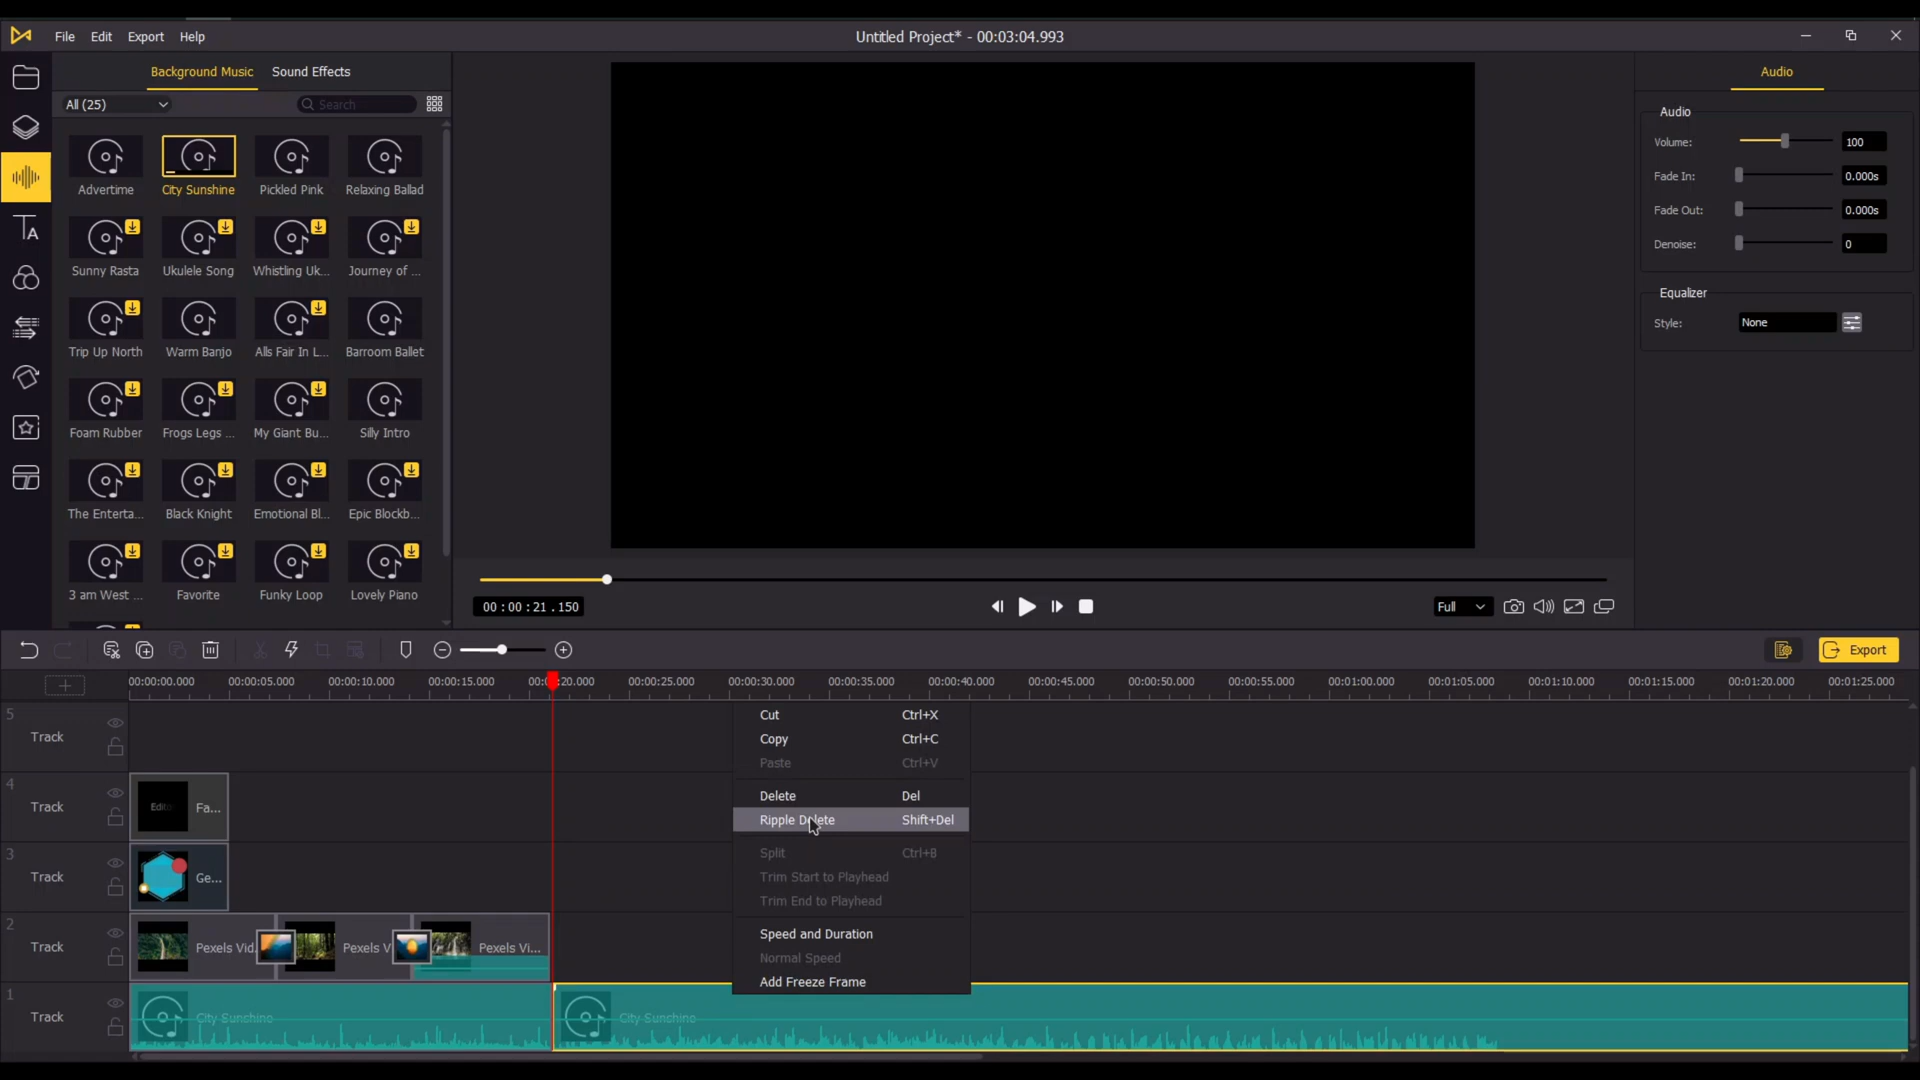 File Edit Export Help
Untitled Project* - 00:03:04.993
Background Music Sound Effects
Audio
All (25) Search
Audio
Volume: 100
Fade In: 0.000s
Fade Out: 0.000s
Denoise: 0
Equalizer
Style: None
Advertime City Sunshine Pickled Pink Relaxing Ballad
Sunny Rasta Ukulele Song Whistling Uk... Journey of ...
Trip Up North Warm Banjo Alls Fair In L... Barroom Ballet
Foam Rubber Frogs Legs ... My Giant Bu... Silly Intro
The Enterta... Black Knight Emotional Bl... Epic Blockb...
3 am West ... Favorite Funky Loop Lovely Piano
00 : 00 : 21 . 150
Full
Export
00:00:00.000 00:00:05.000 00:00:10.000 00:00:15.000 00:00:20.000 00:00:25.000 00:00:30.000 00:00:35.000 00:00:40.000 00:00:45.000 00:00:50.000 00:00:55.000 00:01:00.000 00:01:05.000 00:01:10.000 00:01:15.000 00:01:20.000 00:01:25.000
5
Track
4
Track
Edito Fa...
3
Track
Ge...
2
Track
Pexels Vid. Pexels V Pexels Vi...
1
Track
City Sunshine City Sunshine
Cut Ctrl+X
Copy Ctrl+C
Paste Ctrl+V
Delete Del
Ripple Delete Shift+Del
Split Ctrl+B
Trim Start to Playhead
Trim End to Playhead
Speed and Duration
Normal Speed
Add Freeze Frame